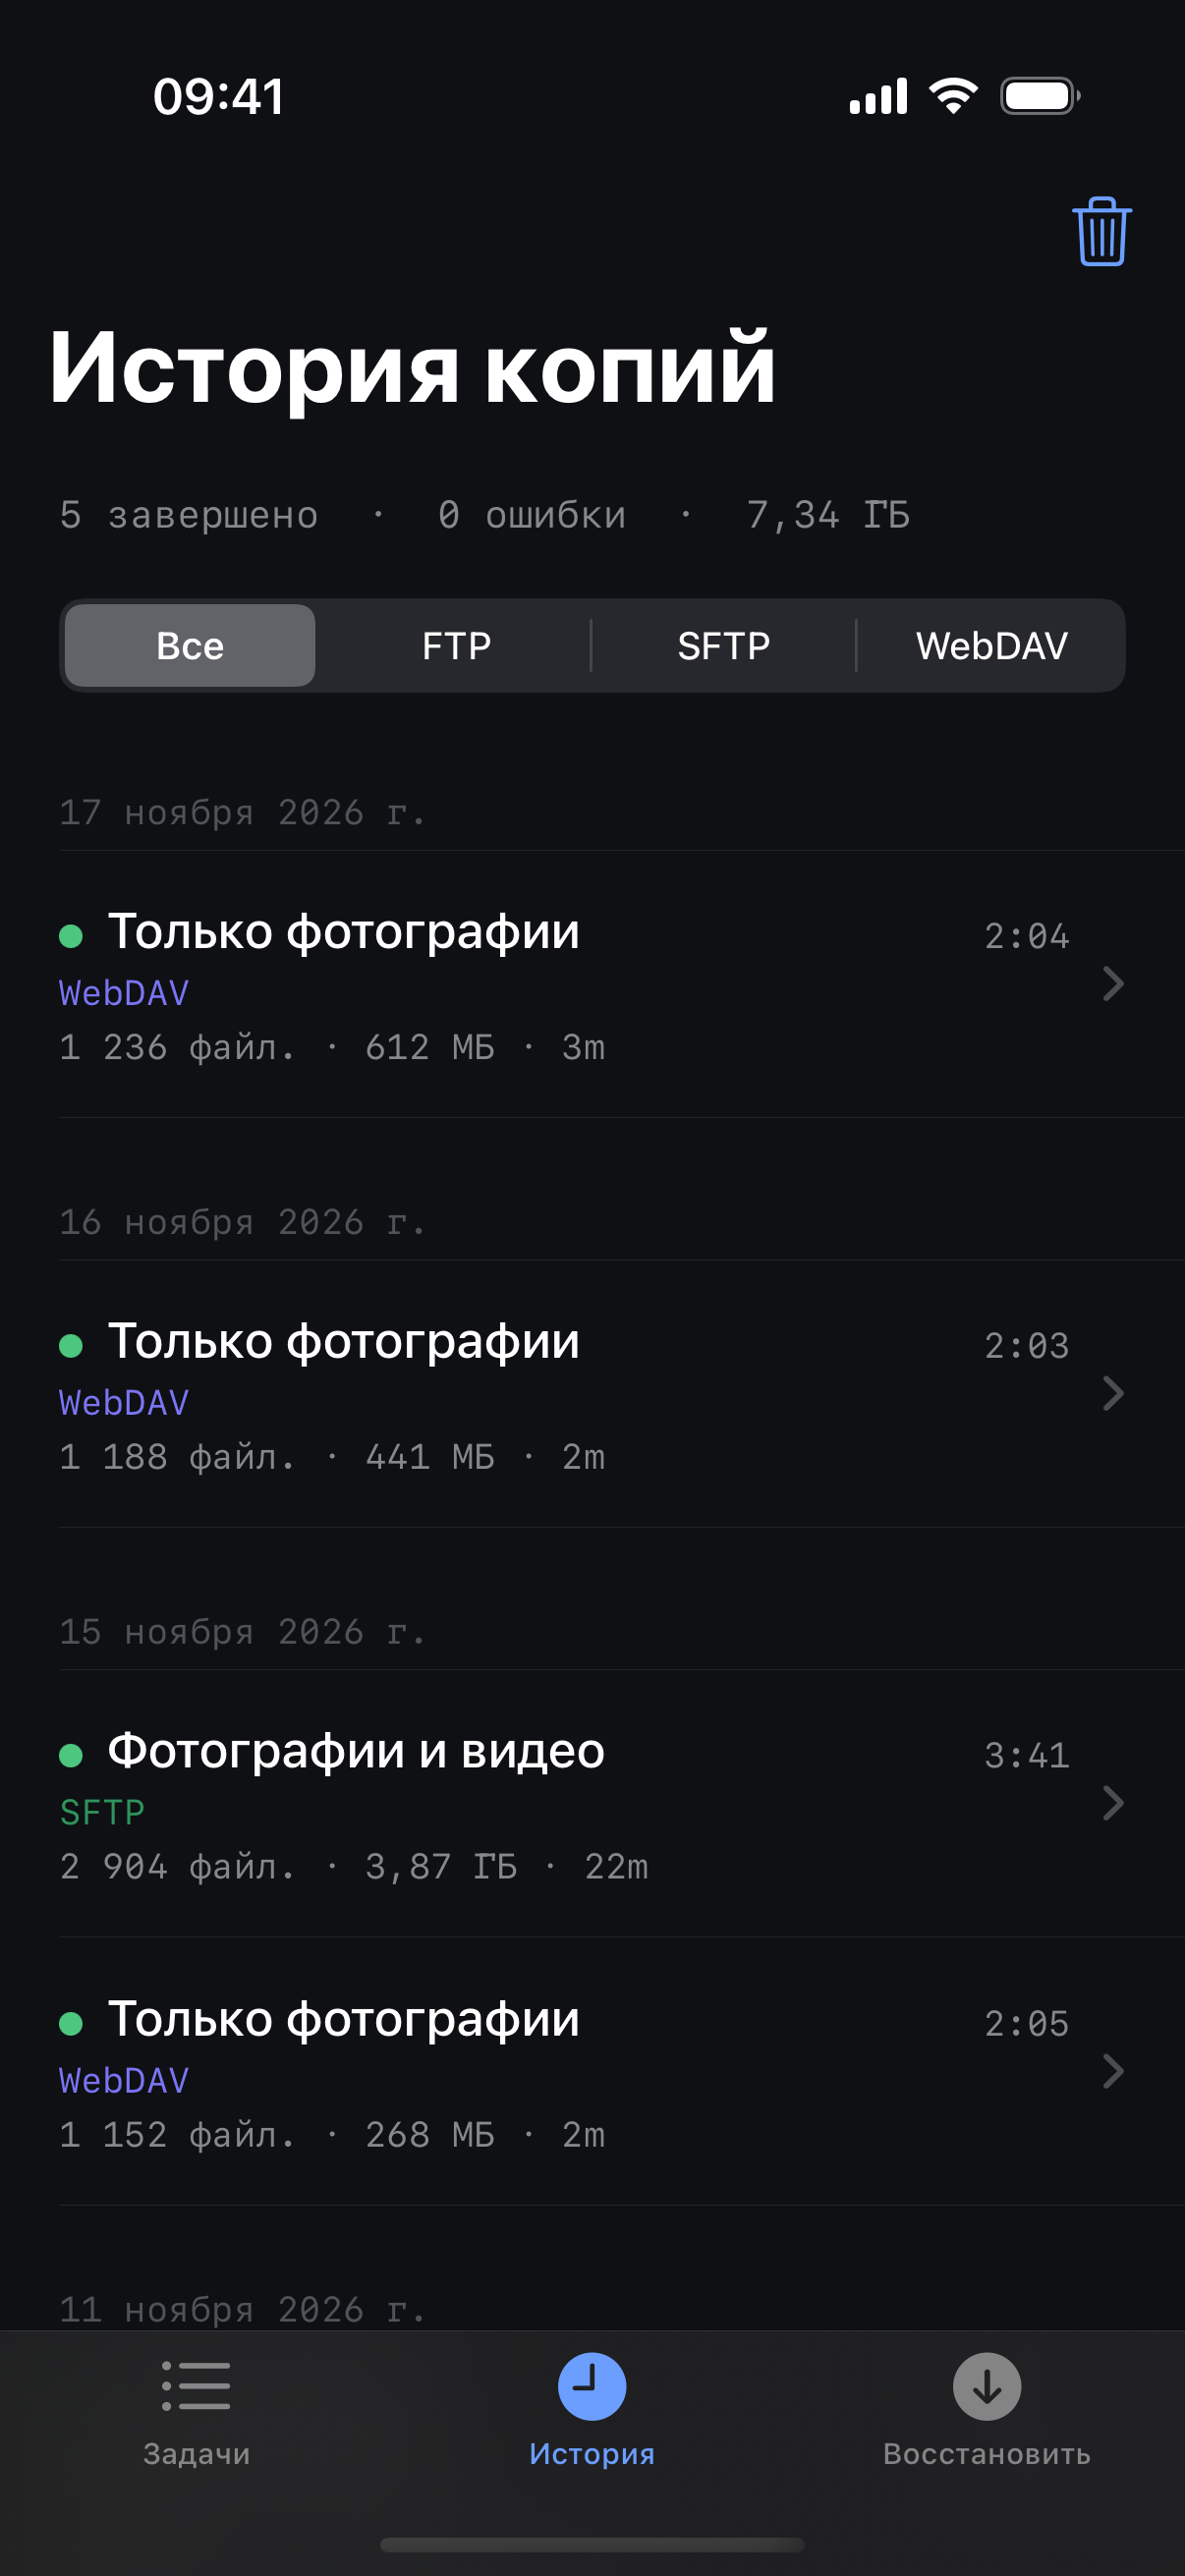 09:41
История копий
5 завершено · 0 ошибки · 7,34 ГБ
Все FTP SFTP WebDAV
17 ноября 2026 г.
Только фотографии 2:04
WebDAV
1 236 файл. · 612 МБ · 3m
16 ноября 2026 г.
Только фотографии 2:03
WebDAV
1 188 файл. · 441 МБ · 2m
15 ноября 2026 г.
Фотографии и видео 3:41
SFTP
2 904 файл. · 3,87 ГБ · 22m
Только фотографии 2:05
WebDAV
1 152 файл. · 268 МБ · 2m
11 ноября 2026 г.
Задачи История Восстановить